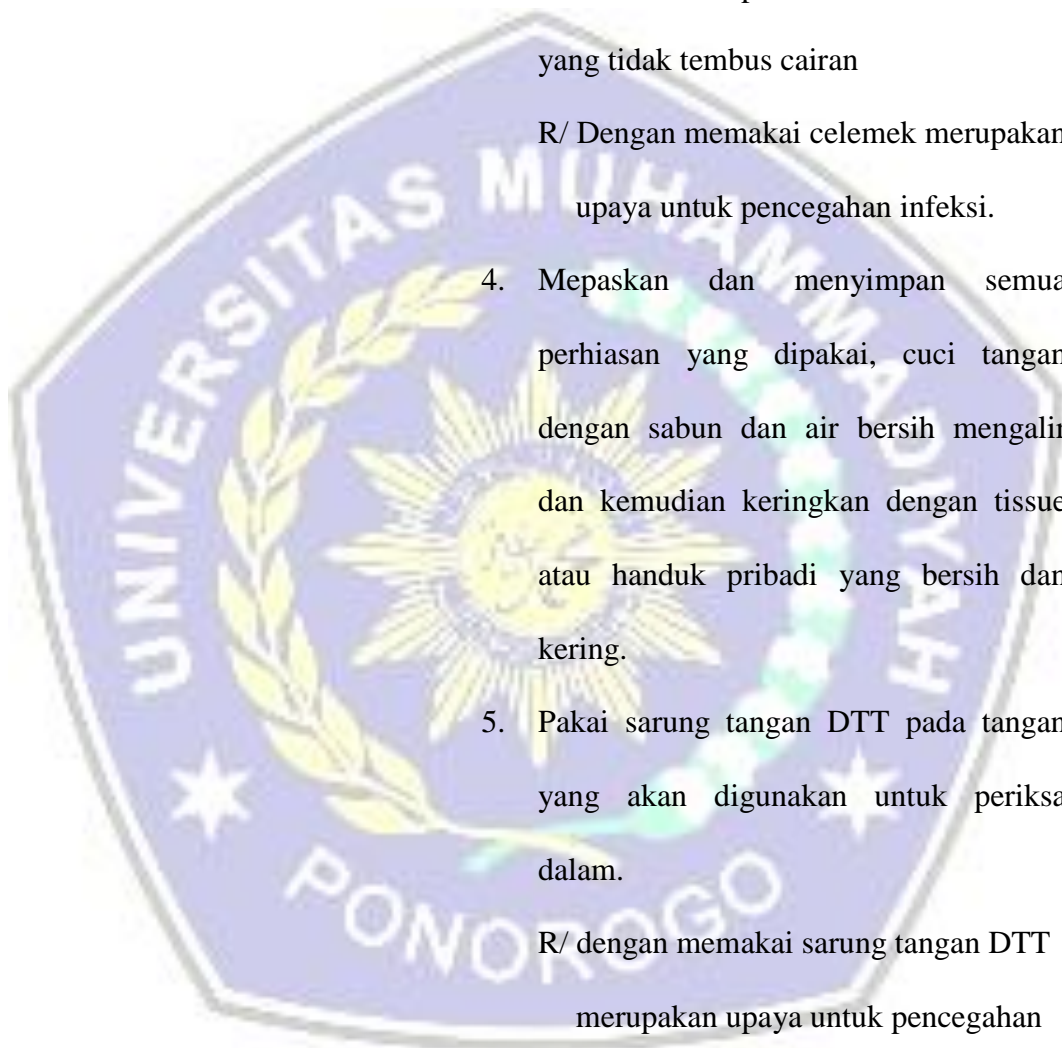 yang tidak tembus cairan
R/ Dengan memakai celemek merupakan
upaya untuk pencegahan infeksi.
4. Mepaskan dan menyimpan semua
perhiasan yang dipakai, cuci tangan
dengan sabun dan air bersih mengalir
dan kemudian keringkan dengan tissue
atau handuk pribadi yang bersih dan
kering.
5. Pakai sarung tangan DTT pada tangan
yang akan digunakan untuk periksa
dalam.
R/ dengan memakai sarung tangan DTT
merupakan upaya untuk pencegahan
UNIVERSITAS MUHAMMADIYAH
PONOROGO